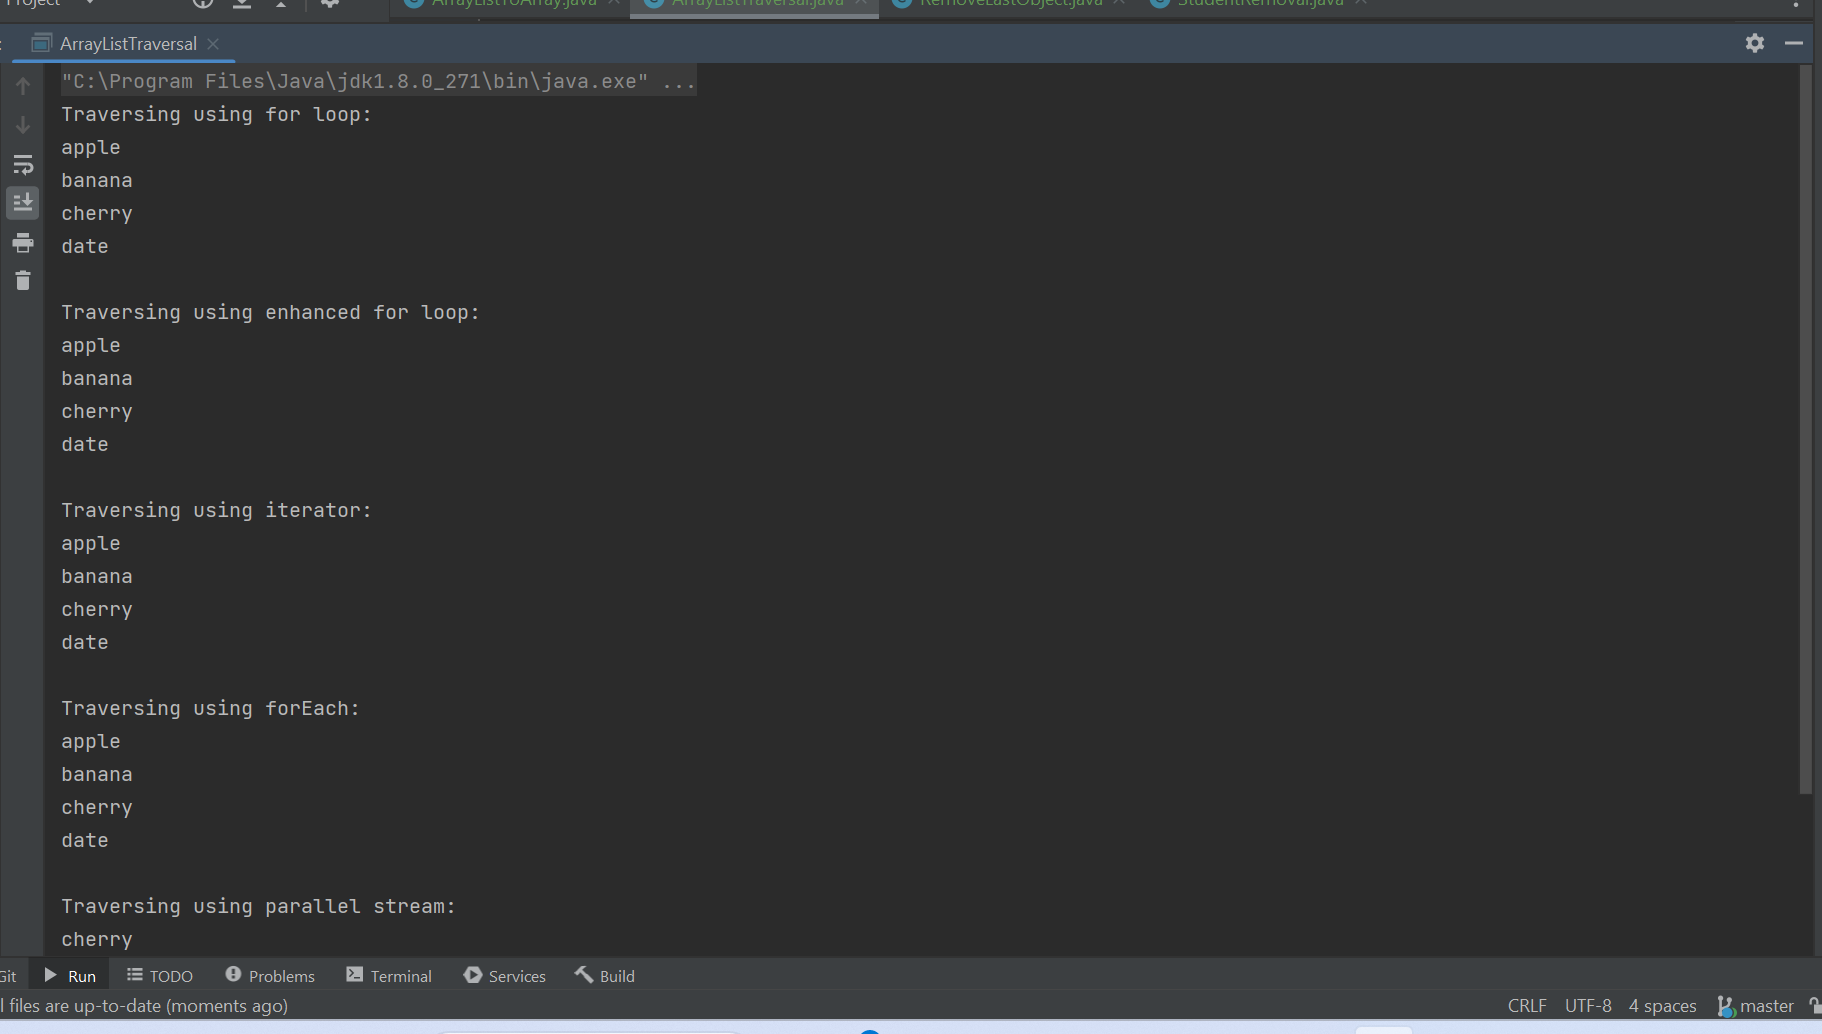 Project
ArrayListToArray.java ArrayListTraversal.java RemoveLastObject.java StudentRemoval.java
: ArrayListTraversal
"C:\Program Files\Java\jdk1.8.0_271\bin\java.exe" ...
Traversing using for loop:
apple
banana
cherry
date
Traversing using enhanced for loop:
apple
banana
cherry
date
Traversing using iterator:
apple
banana
cherry
date
Traversing using forEach:
apple
banana
cherry
date
Traversing using parallel stream:
cherry
Git Run TODO Problems Terminal Services Build
l files are up-to-date (moments ago) CRLF UTF-8 4 spaces master